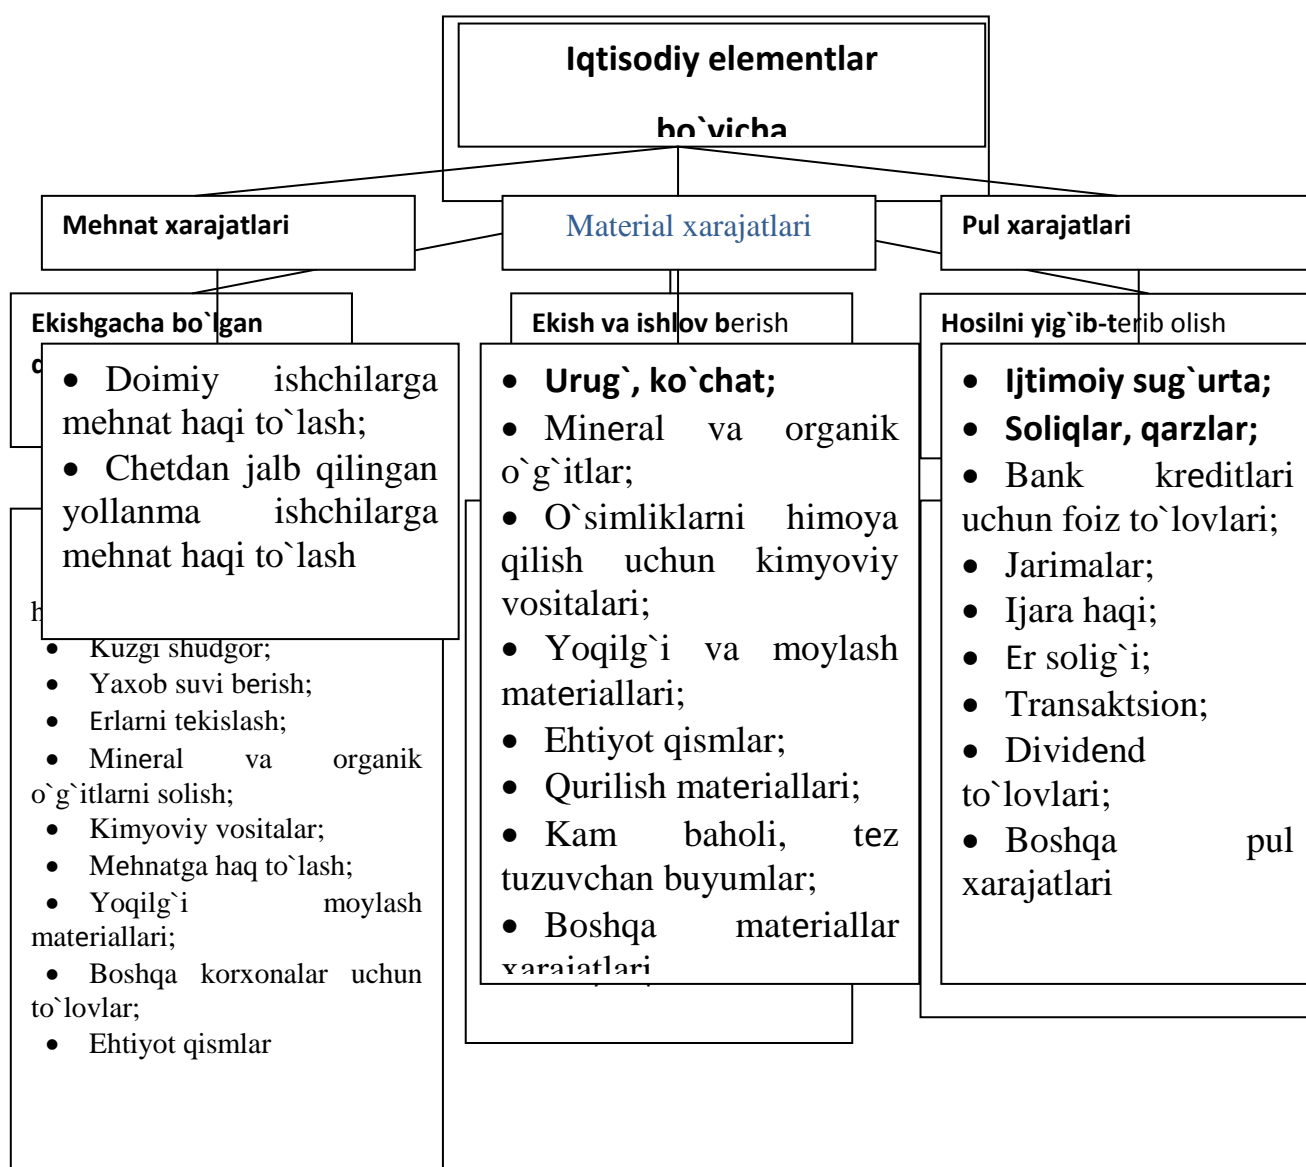 Iqtisodiy elementlar
bo`yicha
Mehnat xarajatlari
Material xarajatlari
Pul xarajatlari
Ekishgacha bo`lgan
Ekish va ishlov berish
Hosilni yig`ib-terib olish
• Doimiy ishchilarga
mehnat haqi to`lash;
• Chetdan jalb qilingan
yollanma ishchilarga
mehnat haqi to`lash
• Kuzgi shudgor;
• Yaxob suvi berish;
• Erlarni tekislash;
• Mineral va organik
o`g`itlarni solish;
• Kimyoviy vositalar;
• Mehnatga haq to`lash;
• Yoqilg`i moylash
materiallari;
• Boshqa korxonalar uchun
to`lovlar;
• Ehtiyot qismlar
• Urug`, ko`chat;
• Mineral va organik
o`g`itlar;
• O`simliklarni himoya
qilish uchun kimyoviy
vositalari;
• Yoqilg`i va moylash
materiallari;
• Ehtiyot qismlar;
• Qurilish materiallari;
• Kam baholi, tez
tuzuvchan buyumlar;
• Boshqa materiallar
xarajatlari
• Ijtimoiy sug`urta;
• Soliqlar, qarzlar;
• Bank kreditlari
uchun foiz to`lovlari;
• Jarimalar;
• Ijara haqi;
• Er solig`i;
• Transaktsion;
• Dividend
to`lovlari;
• Boshqa pul
xarajatlari